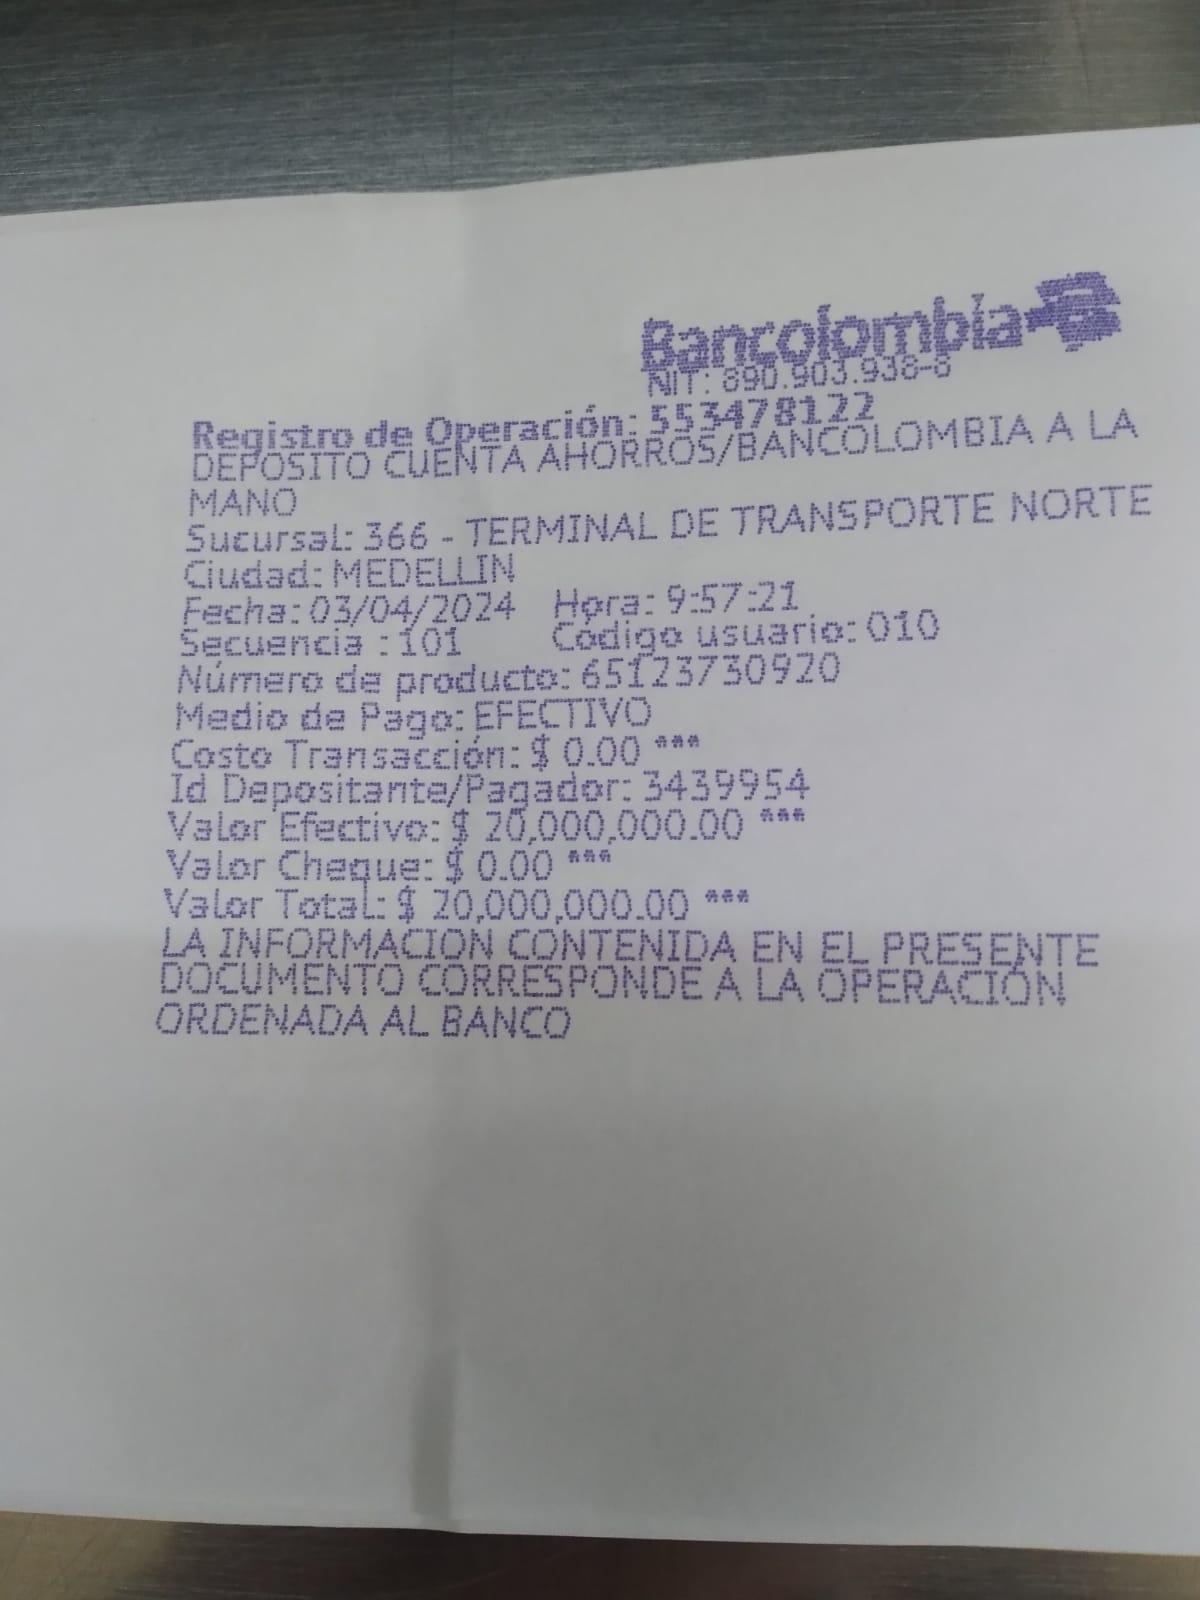 Bancolombia
NIT: 890.903.938-8
Registro de Operación: 553478122
DEPOSITO CUENTA AHORROS/BANCOLOMBIA A LA
MANO
Sucursal: 366 - TERMINAL DE TRANSPORTE NORTE
Ciudad: MEDELLIN
Fecha: 03/04/2024 Hora: 9:57:21
Secuencia : 101 Código usuario: 010
Número de producto: 65123730920
Medio de Pago: EFECTIVO
Costo Transacción: $ 0.00 ***
Id Depositante/Pagador: 3439954
Valor Efectivo: $ 20,000,000.00 ***
Valor Cheque: $ 0.00 ***
Valor Total: $ 20,000,000.00 ***
LA INFORMACION CONTENIDA EN EL PRESENTE
DOCUMENTO CORRESPONDE A LA OPERACIÓN
ORDENADA AL BANCO